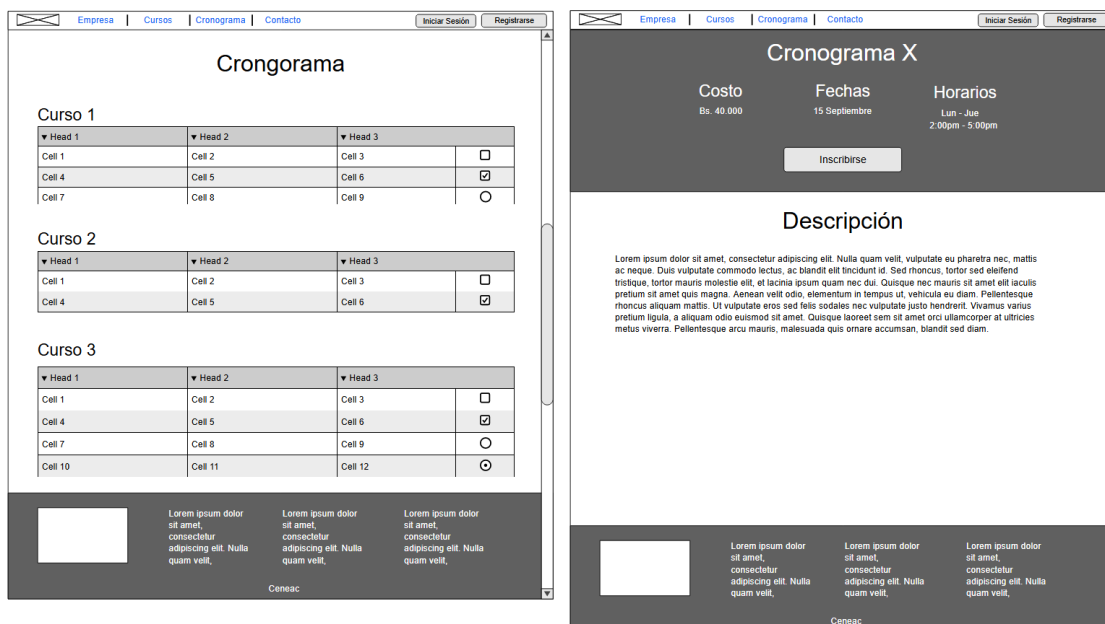 Empresa Cursos Cronograma Contacto Iniciar Sesión Registrarse
Crongorama
Curso 1
Head 1 Head 2 Head 3
Cell 1 Cell 2 Cell 3
Cell 4 Cell 5 Cell 6
Cell 7 Cell 8 Cell 9
Curso 2
Head 1 Head 2 Head 3
Cell 1 Cell 2 Cell 3
Cell 4 Cell 5 Cell 6
Curso 3
Head 1 Head 2 Head 3
Cell 1 Cell 2 Cell 3
Cell 4 Cell 5 Cell 6
Cell 7 Cell 8 Cell 9
Cell 10 Cell 11 Cell 12
Lorem ipsum dolor
sit amet,
consectetur
adipiscing elit. Nulla
quam velit,
Lorem ipsum dolor
sit amet,
consectetur
adipiscing elit. Nulla
quam velit,
Lorem ipsum dolor
sit amet,
consectetur
adipiscing elit. Nulla
quam velit,
Ceneac
Empresa Cursos Cronograma Contacto Iniciar Sesión Registrarse
Cronograma X
Costo
Bs. 40.000
Fechas
15 Septiembre
Horarios
Lun - Jue
2:00pm - 5:00pm
Inscribirse
Descripción
Lorem ipsum dolor sit amet, consectetur adipiscing elit. Nulla quam velit, vulputate eu pharetra nec, mattis
ac neque. Duis vulputate commodo lectus, ac blandit elit tincidunt id. Sed rhoncus, tortor sed eleifend
tristique, tortor mauris molestie elit, et lacinia ipsum quam nec dui. Quisque nec mauris sit amet elit iaculis
pretium sit amet quis magna. Aenean velit odio, elementum in tempus ut, vehicula eu diam. Pellentesque
rhoncus aliquam mattis. Ut vulputate eros sed felis sodales nec vulputate justo hendrerit. Vivamus varius
pretium ligula, a aliquam odio euismod sit amet. Quisque laoreet sem sit amet orci ullamcorper at ultricies
metus viverra. Pellentesque arcu mauris, malesuada quis ornare accumsan, blandit sed diam.
Lorem ipsum dolor
sit amet,
consectetur
adipiscing elit. Nulla
quam velit,
Lorem ipsum dolor
sit amet,
consectetur
adipiscing elit. Nulla
quam velit,
Lorem ipsum dolor
sit amet,
consectetur
adipiscing elit. Nulla
quam velit,
Ceneac